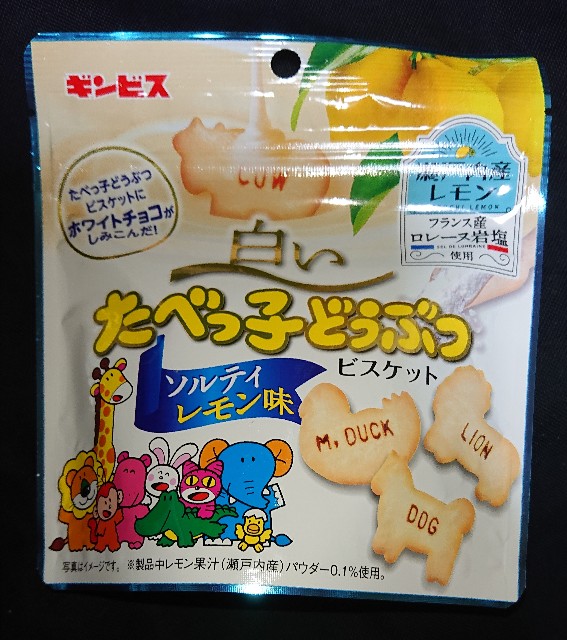 ギンビス
COW
たべっ子どうぶつ
ビスケットに
ホワイトチョコが
しみこんだ!
レモン
LEMON
フランス産
ロレーヌ岩塩
SEL DE LORRAINE
使用
白い
たべっ子どうぶつ
ビスケット
ソルティ
レモン味
M. DUCK
LION
DOG
写真はイメージです。 ※製品中レモン果汁(瀬戸内産)パウダー0.1%使用。